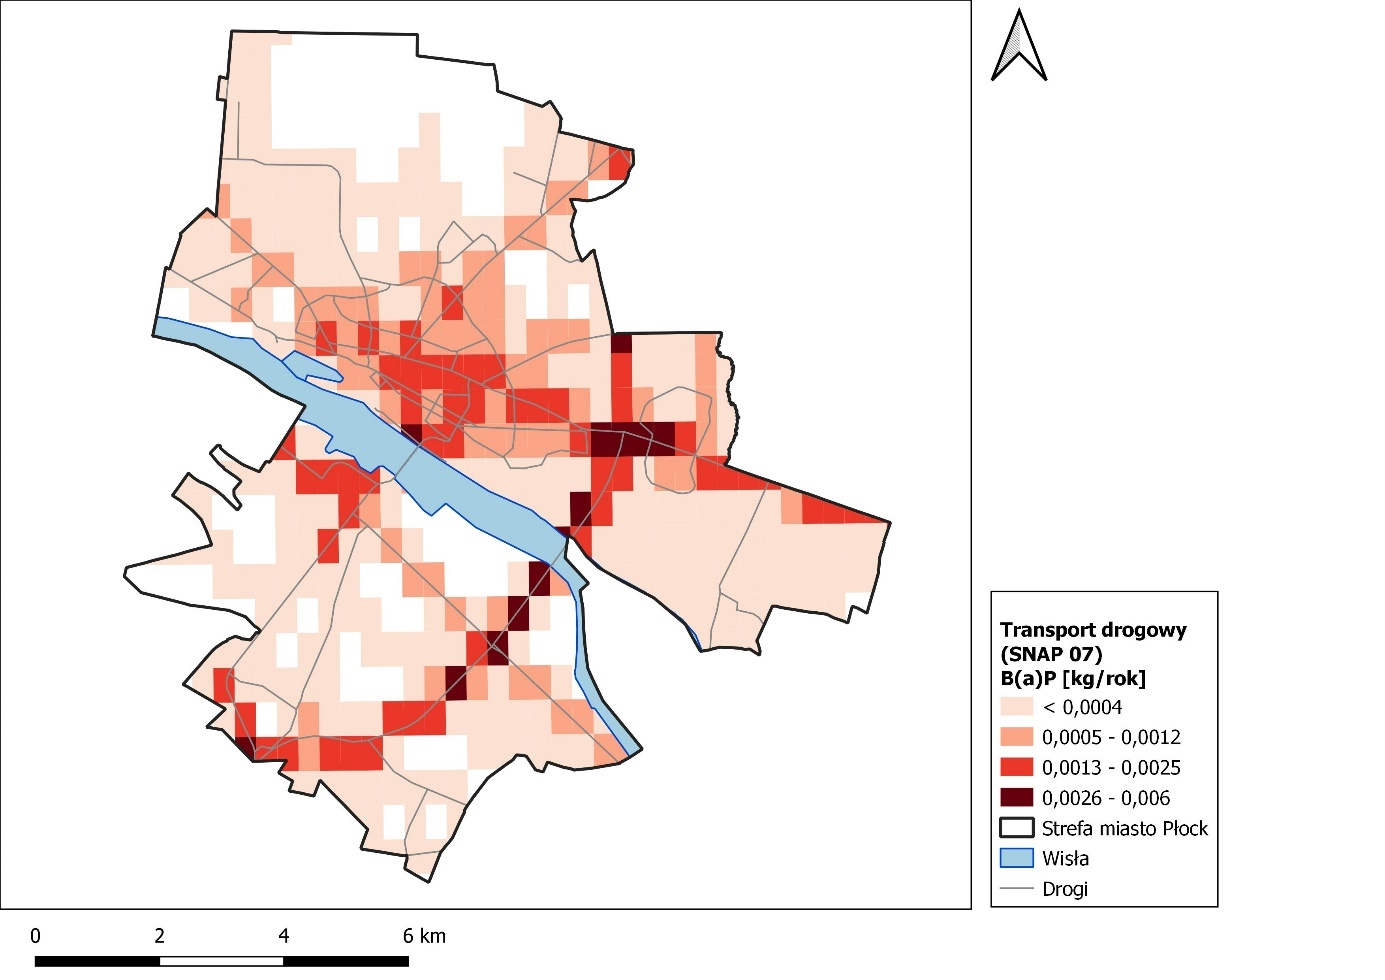 Transport drogowy
(SNAP 07)
B(a)P [kg/rok]
< 0,0004
0,0005 - 0,0012
0,0013 - 0,0025
0,0026 - 0,006
Strefa miasto Płock
Wisła
Drogi
0 2 4 6 km